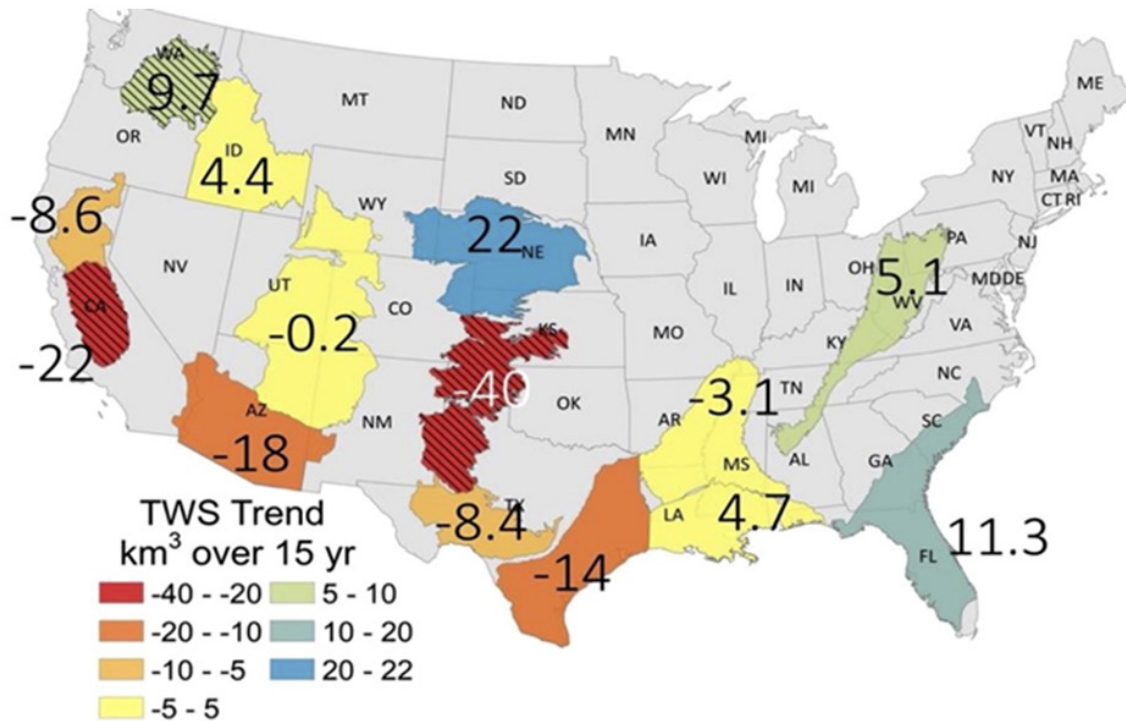 WA
9.7
MT
ND
MN
ME
OR
ID
4.4
SD
WI
MI
MI
VT
NH
NY
MA
CT RI
-8.6
WY
22
NE
IA
PA
NJ
NV
UT
CO
IL
IN
OH
5.1
WV
MD DE
CA
-22
-0.2
KS
MO
KY
VA
-40
OK
TN
NC
AZ
-18
NM
AR
-3.1
SC
MS
AL
GA
TX
-8.4
LA
4.7
-14
FL
11.3
TWS Trend
km³ over 15 yr
-40 - -20
5 - 10
-20 - -10
10 - 20
-10 - -5
20 - 22
-5 - 5